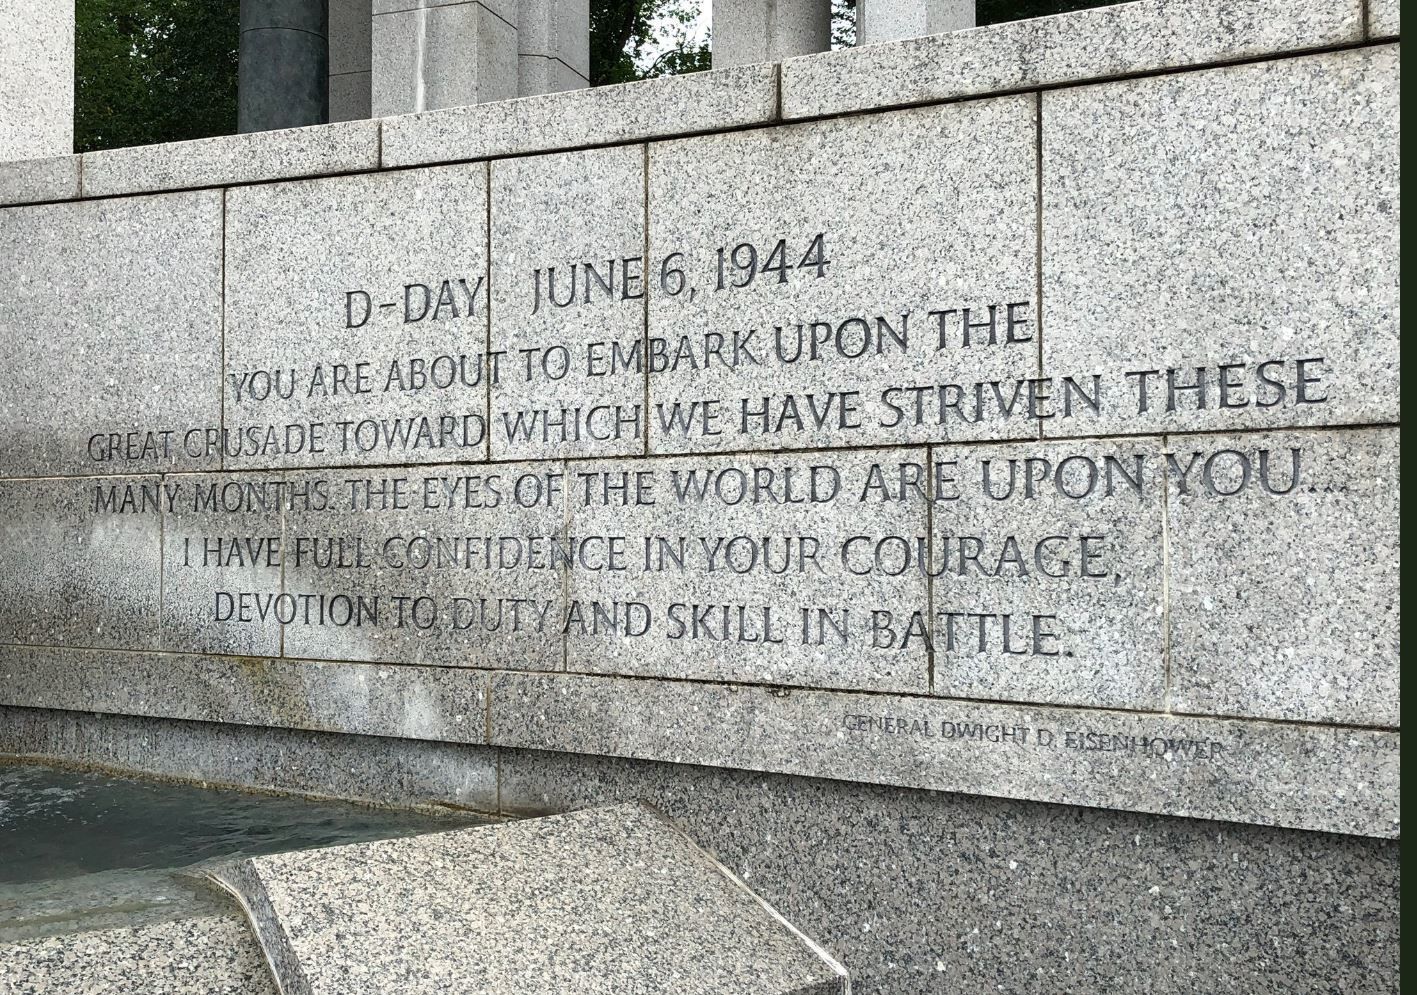 D-DAY JUNE 6, 1944
YOU ARE ABOUT TO EMBARK UPON THE
GREAT CRUSADE TOWARD WHICH WE HAVE STRIVEN THESE
MANY MONTHS. THE EYES OF THE WORLD ARE UPON YOU...
I HAVE FULL CONFIDENCE IN YOUR COURAGE,
DEVOTION TO DUTY AND SKILL IN BATTLE.
GENERAL DWIGHT D. EISENHOWER